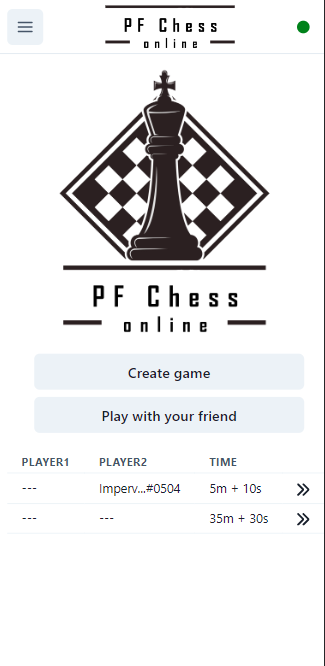 PF Chess
online
PF Chess
online
Create game
Play with your friend
PLAYER1 PLAYER2 TIME
--- Imperv...#0504 5m + 10s
--- --- 35m + 30s